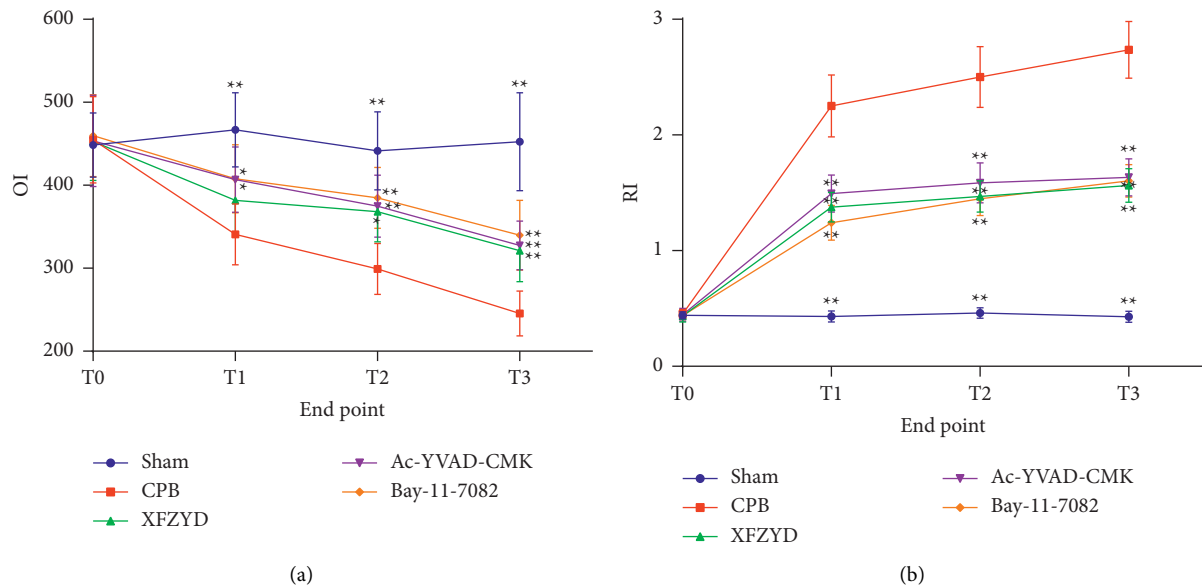 600
500
400
300
200
OI
**
**
**
*
*
**
**
*
**
**
**
T0 T1 T2 T3
End point
Sham
CPB
XFZYD
Ac-YVAD-CMK
Bay-11-7082
(a)
3
2
1
0
RI
**
**
**
**
**
**
**
**
**
**
**
**
T0 T1 T2 T3
End point
Sham
CPB
XFZYD
Ac-YVAD-CMK
Bay-11-7082
(b)